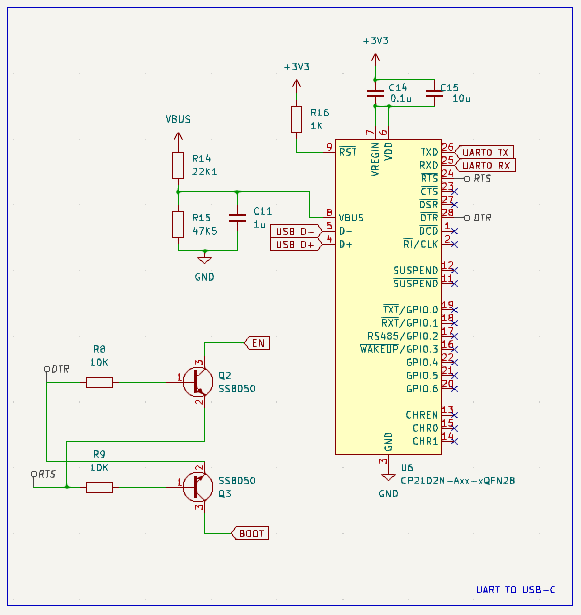 +3V3
+3V3
C14
0.1u
C15
10u
R16
1K
VBUS
R14
22K1
R15
47K5
C11
1u
GND
USB D-
USB D+
9
RST
7
VREGIN
6
VDD
8
VBUS
5
D-
4
D+
TXD
26
UART0 TX
RXD
25
UART0 RX
RTS
24
RTS
CTS
23
DSR
27
DTR
28
DTR
DCD
1
RI/CLK
2
SUSPEND
12
SUSPEND
11
TXT/GPIO.0
19
RXT/GPIO.1
18
RS485/GPIO.2
17
WAKEUP/GPIO.3
16
GPIO.4
22
GPIO.5
21
GPIO.6
20
CHREN
13
CHR0
15
CHR1
14
GND
3
GND
U6
CP2102N-Axx-xQFN28
DTR
R8
10K
1
3
2
EN
Q2
SS8050
RTS
R9
10K
1
2
3
SS8050
Q3
BOOT
UART TO USB-C